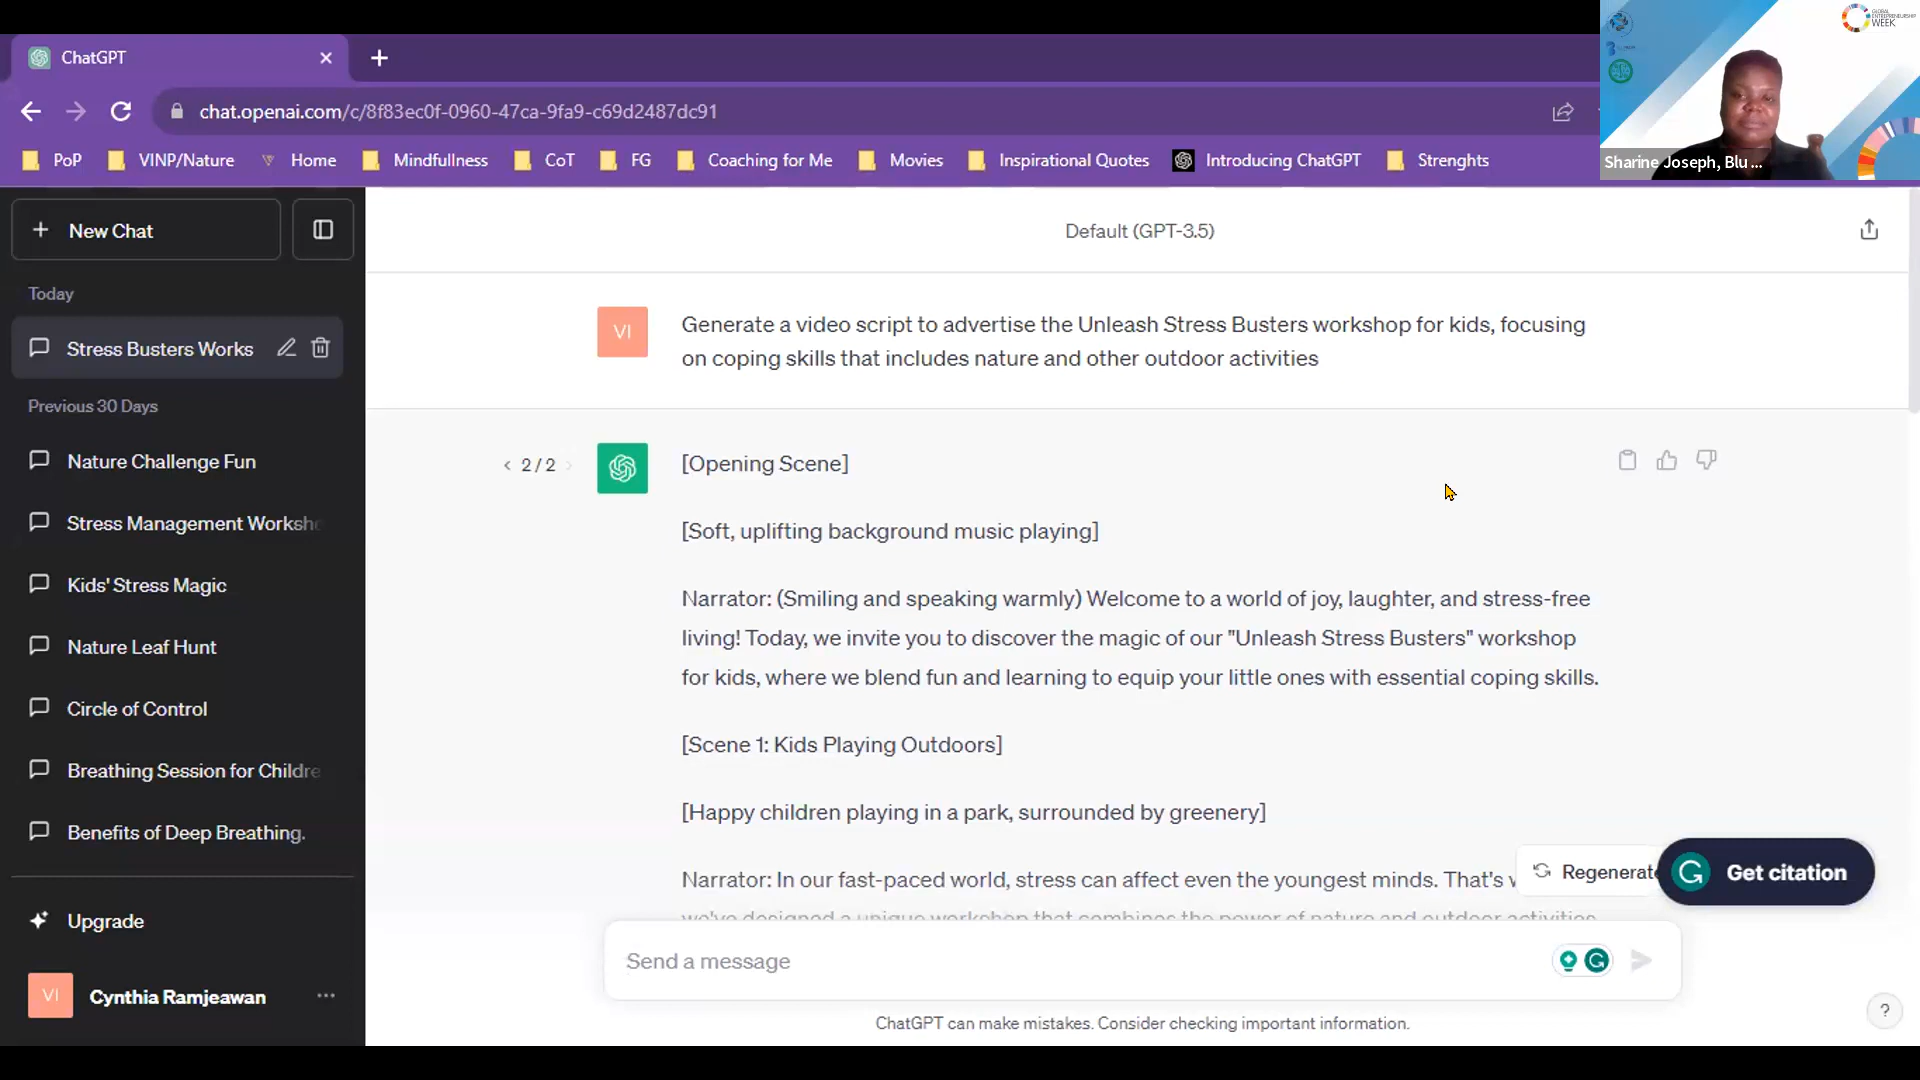 ChatGPT
chat.openai.com/c/8f83ec0f-0960-47ca-9fa9-c69d2487dc91
PoP VINP/Nature Home Mindfullness CoT FG Coaching for Me Movies Inspirational Quotes Introducing ChatGPT Strenghts
GLOBAL
ENTREPRENEURSHIP
WEEK
Sharine Joseph, Blu ...
New Chat
Default (GPT-3.5)
Today
Stress Busters Works
Previous 30 Days
Nature Challenge Fun
Stress Management Worksh
Kids' Stress Magic
Nature Leaf Hunt
Circle of Control
Breathing Session for Childre
Benefits of Deep Breathing.
Upgrade
VI
Cynthia Ramjeawan
VI
Generate a video script to advertise the Unleash Stress Busters workshop for kids, focusing
on coping skills that includes nature and other outdoor activities
2 / 2
[Opening Scene]
[Soft, uplifting background music playing]
Narrator: (Smiling and speaking warmly) Welcome to a world of joy, laughter, and stress-free
living! Today, we invite you to discover the magic of our "Unleash Stress Busters" workshop
for kids, where we blend fun and learning to equip your little ones with essential coping skills.
[Scene 1: Kids Playing Outdoors]
[Happy children playing in a park, surrounded by greenery]
Narrator: In our fast-paced world, stress can affect even the youngest minds. That's
we've designed a unique workshop that combines the power of nature and outdoor activities
Regenerate
Get citation
Send a message
ChatGPT can make mistakes. Consider checking important information.
?